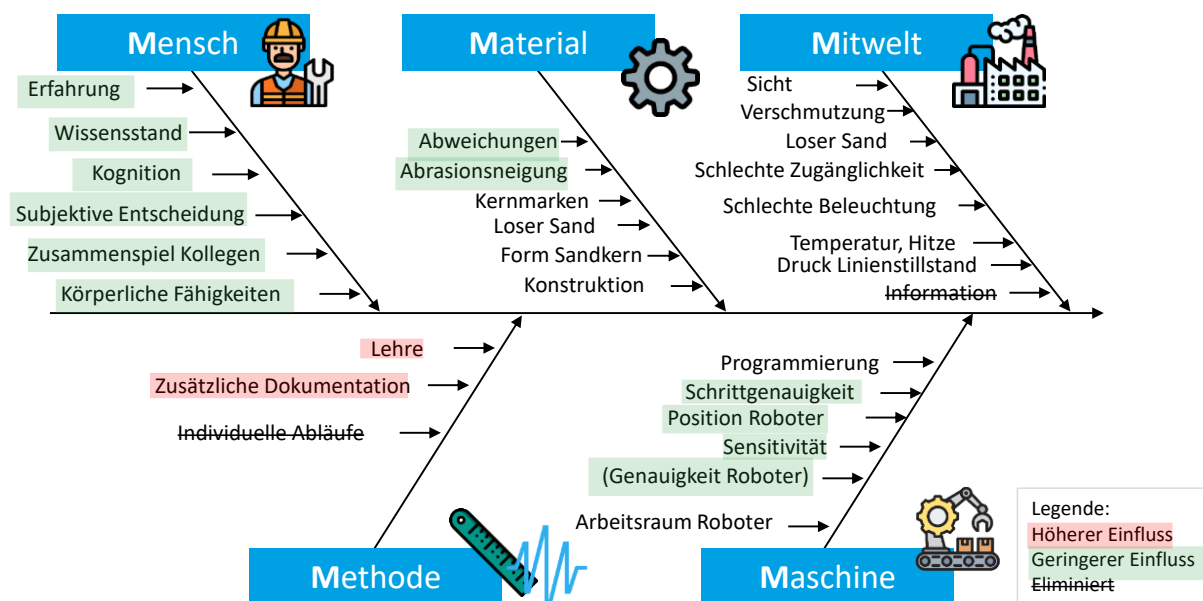 Mensch
Erfahrung
Wissensstand
Kognition
Subjektive Entscheidung
Zusammenspiel Kollegen
Körperliche Fähigkeiten
Material
Abweichungen
Abrasionsneigung
Kernmarken
Loser Sand
Form Sandkern
Konstruktion
Mitwelt
Sicht
Verschmutzung
Loser Sand
Schlechte Zugänglichkeit
Schlechte Beleuchtung
Temperatur, Hitze
Druck Linienstillstand
Information
Lehre
Zusätzliche Dokumentation
Individuelle Abläufe
Methode
Programmierung
Schrittgenauigkeit
Position Roboter
Sensitivität
(Genauigkeit Roboter)
Arbeitsraum Roboter
Maschine
Legende:
Höherer Einfluss
Geringerer Einfluss
Eliminiert